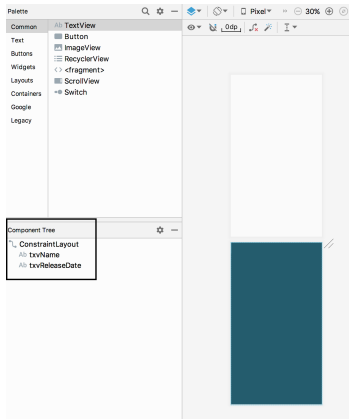 Palette
Pixel
30%
Common
Text
Buttons
Widgets
Layouts
Containers
Google
Legacy
Ab TextView
Button
ImageView
RecyclerView
<> <fragment>
ScrollView
Switch
0dp
Component Tree
ConstraintLayout
Ab txvName
Ab txvReleaseDate